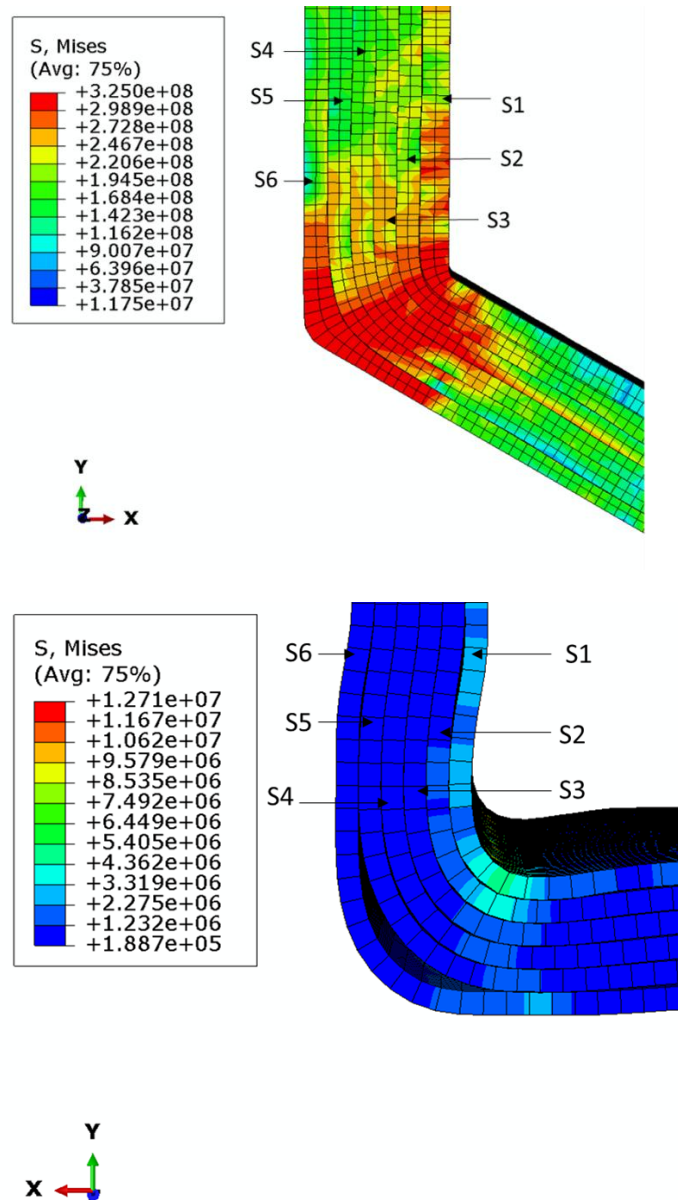 S, Mises
(Avg: 75%)
+3.250e+08
+2.989e+08
+2.728e+08
+2.467e+08
+2.206e+08
+1.945e+08
+1.684e+08
+1.423e+08
+1.162e+08
+9.007e+07
+6.396e+07
+3.785e+07
+1.175e+07
S4
S5
S1
S2
S6
S3
Y
Z
X
S, Mises
(Avg: 75%)
+1.271e+07
+1.167e+07
+1.062e+07
+9.579e+06
+8.535e+06
+7.492e+06
+6.449e+06
+5.405e+06
+4.362e+06
+3.319e+06
+2.275e+06
+1.232e+06
+1.887e+05
S6
S1
S5
S2
S3
S4
Y
X